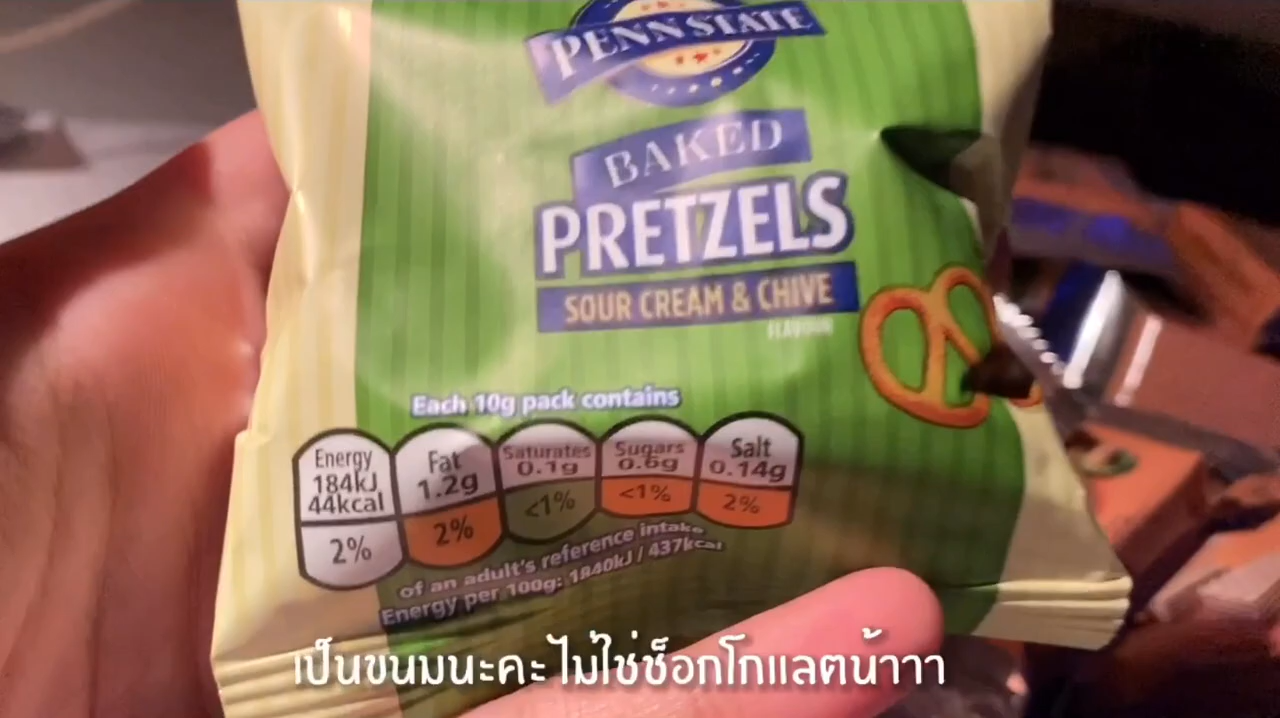 PENN STATE
BAKED
PRETZELS
SOUR CREAM & CHIVE
FLAVOUR
Each 10g pack contains
Energy
184kJ
44kcal
2%
Fat
1.2g
2%
Saturates
0.1g
<1%
Sugars
0.6g
<1%
Salt
0.14g
2%
of an adult's reference intake
Energy per 100g: 1840kJ / 437kcal
เป็นขนมนะคะ ไม่ใช่ช็อกโกแลตน้าาา